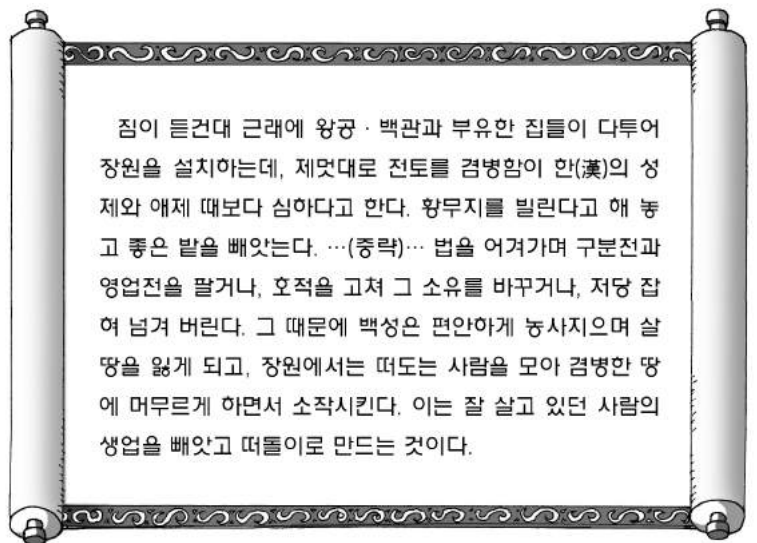 짐이 듣건대 근래에 왕공 · 백관과 부유한 집들이 다투어
장원을 설치하는데, 제멋대로 전토를 겸병함이 한(漢)의 성
제와 애제 때보다 심하다고 한다. 황무지를 빌린다고 해 놓
고 좋은 밭을 빼앗는다. …(중략)… 법을 어겨가며 구분전과
영업전을 팔거나, 호적을 고쳐 그 소유를 바꾸거나, 저당 잡
혀 넘겨 버린다. 그 때문에 백성은 편안하게 농사지으며 살
땅을 잃게 되고, 장원에서는 떠도는 사람을 모아 겸병한 땅
에 머무르게 하면서 소작시킨다. 이는 잘 살고 있던 사람의
생업을 빼앗고 떠돌이로 만드는 것이다.